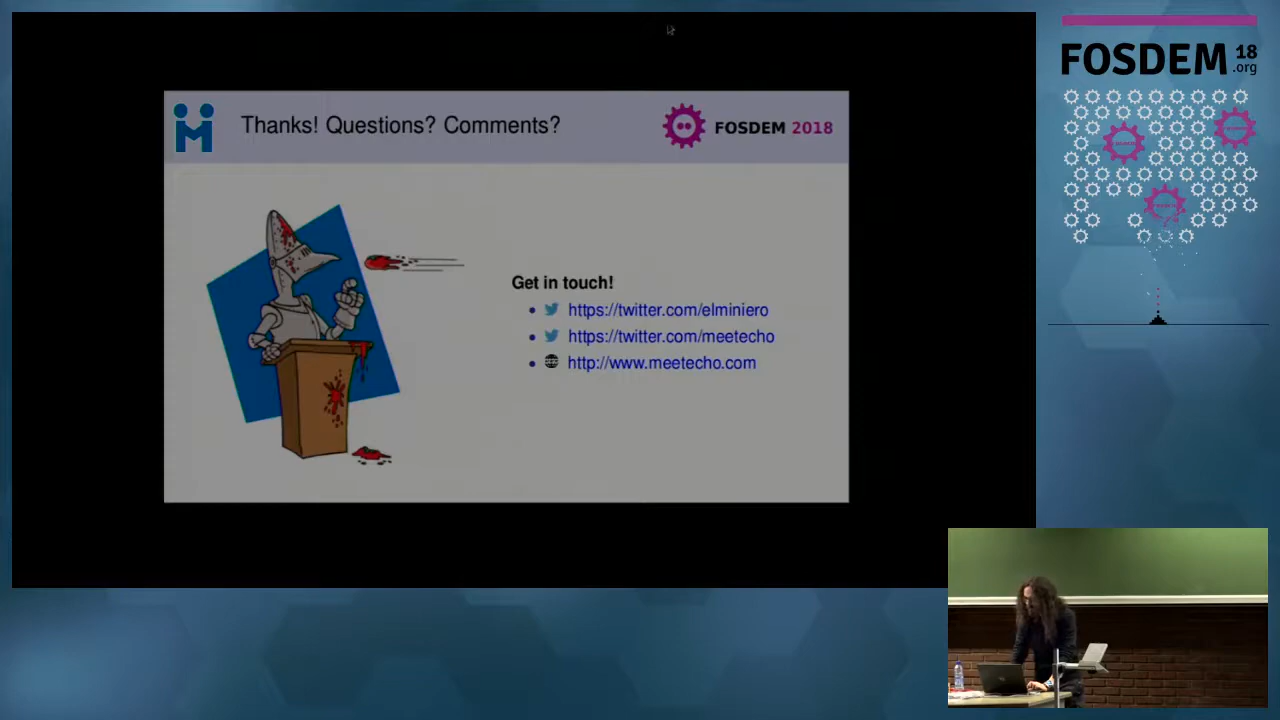 Thanks! Questions? Comments?
FOSDEM 2018
Get in touch!
https://twitter.com/elminiero
https://twitter.com/meetecho
http://www.meetecho.com
FOSDEM 18
.org